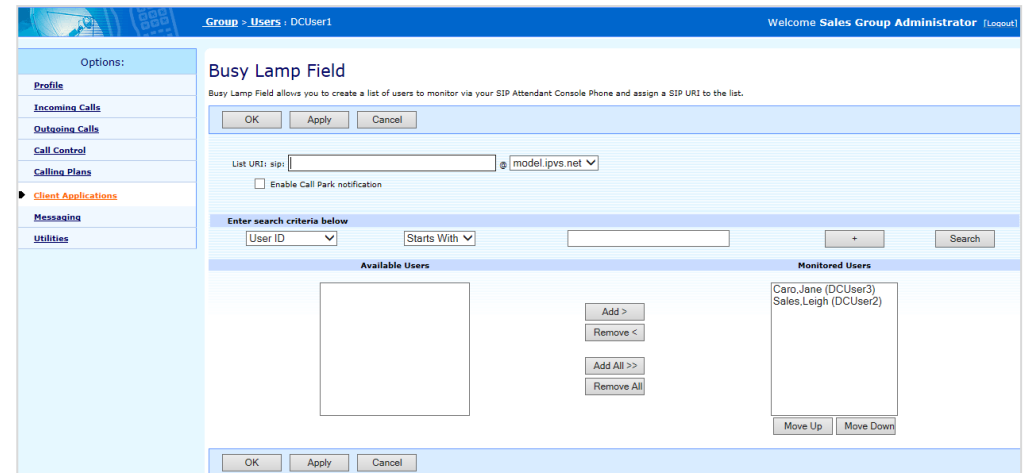 Group > Users : DCUser1
Welcome Sales Group Administrator [Logout]
Options:
Profile
Incoming Calls
Outgoing Calls
Call Control
Calling Plans
Client Applications
Messaging
Utilities
Busy Lamp Field
Busy Lamp Field allows you to create a list of users to monitor via your SIP Attendant Console Phone and assign a SIP URI to the list.
OK Apply Cancel
List URI: sip: @ model.ipvs.net
Enable Call Park notification
Enter search criteria below
User ID Starts With + Search
Available Users Monitored Users
Caro,Jane (DCUser3)
Sales,Leigh (DCUser2)
Add >
Remove <
Add All >>
Remove All
Move Up Move Down
OK Apply Cancel